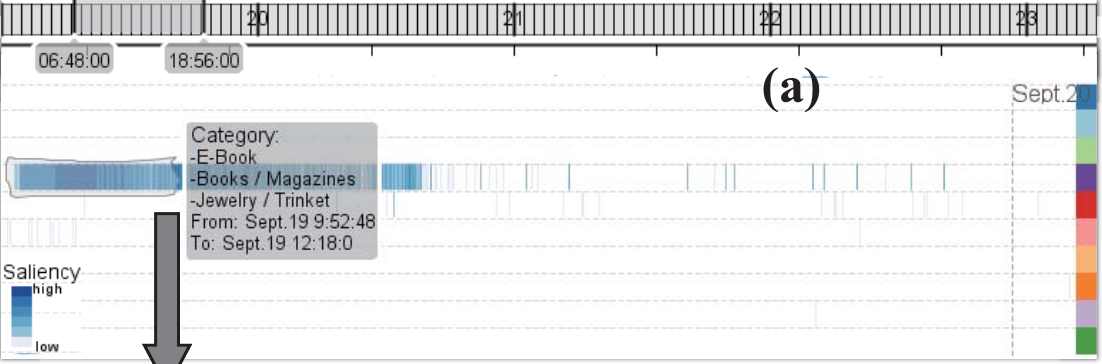 20 21 22 23
06:48:00 18:56:00
(a)
Sept.20
Category:
-E-Book
-Books / Magazines
-Jewelry / Trinket
From: Sept.19 9:52:48
To: Sept.19 12:18:0
Saliency
high
low